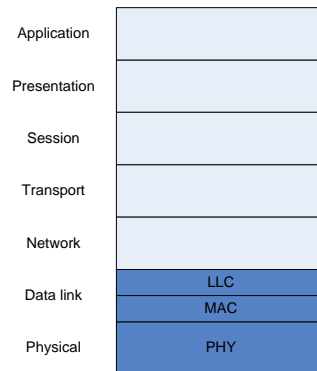 Application
Presentation
Session
Transport
Network
Data link
LLC
MAC
Physical
PHY